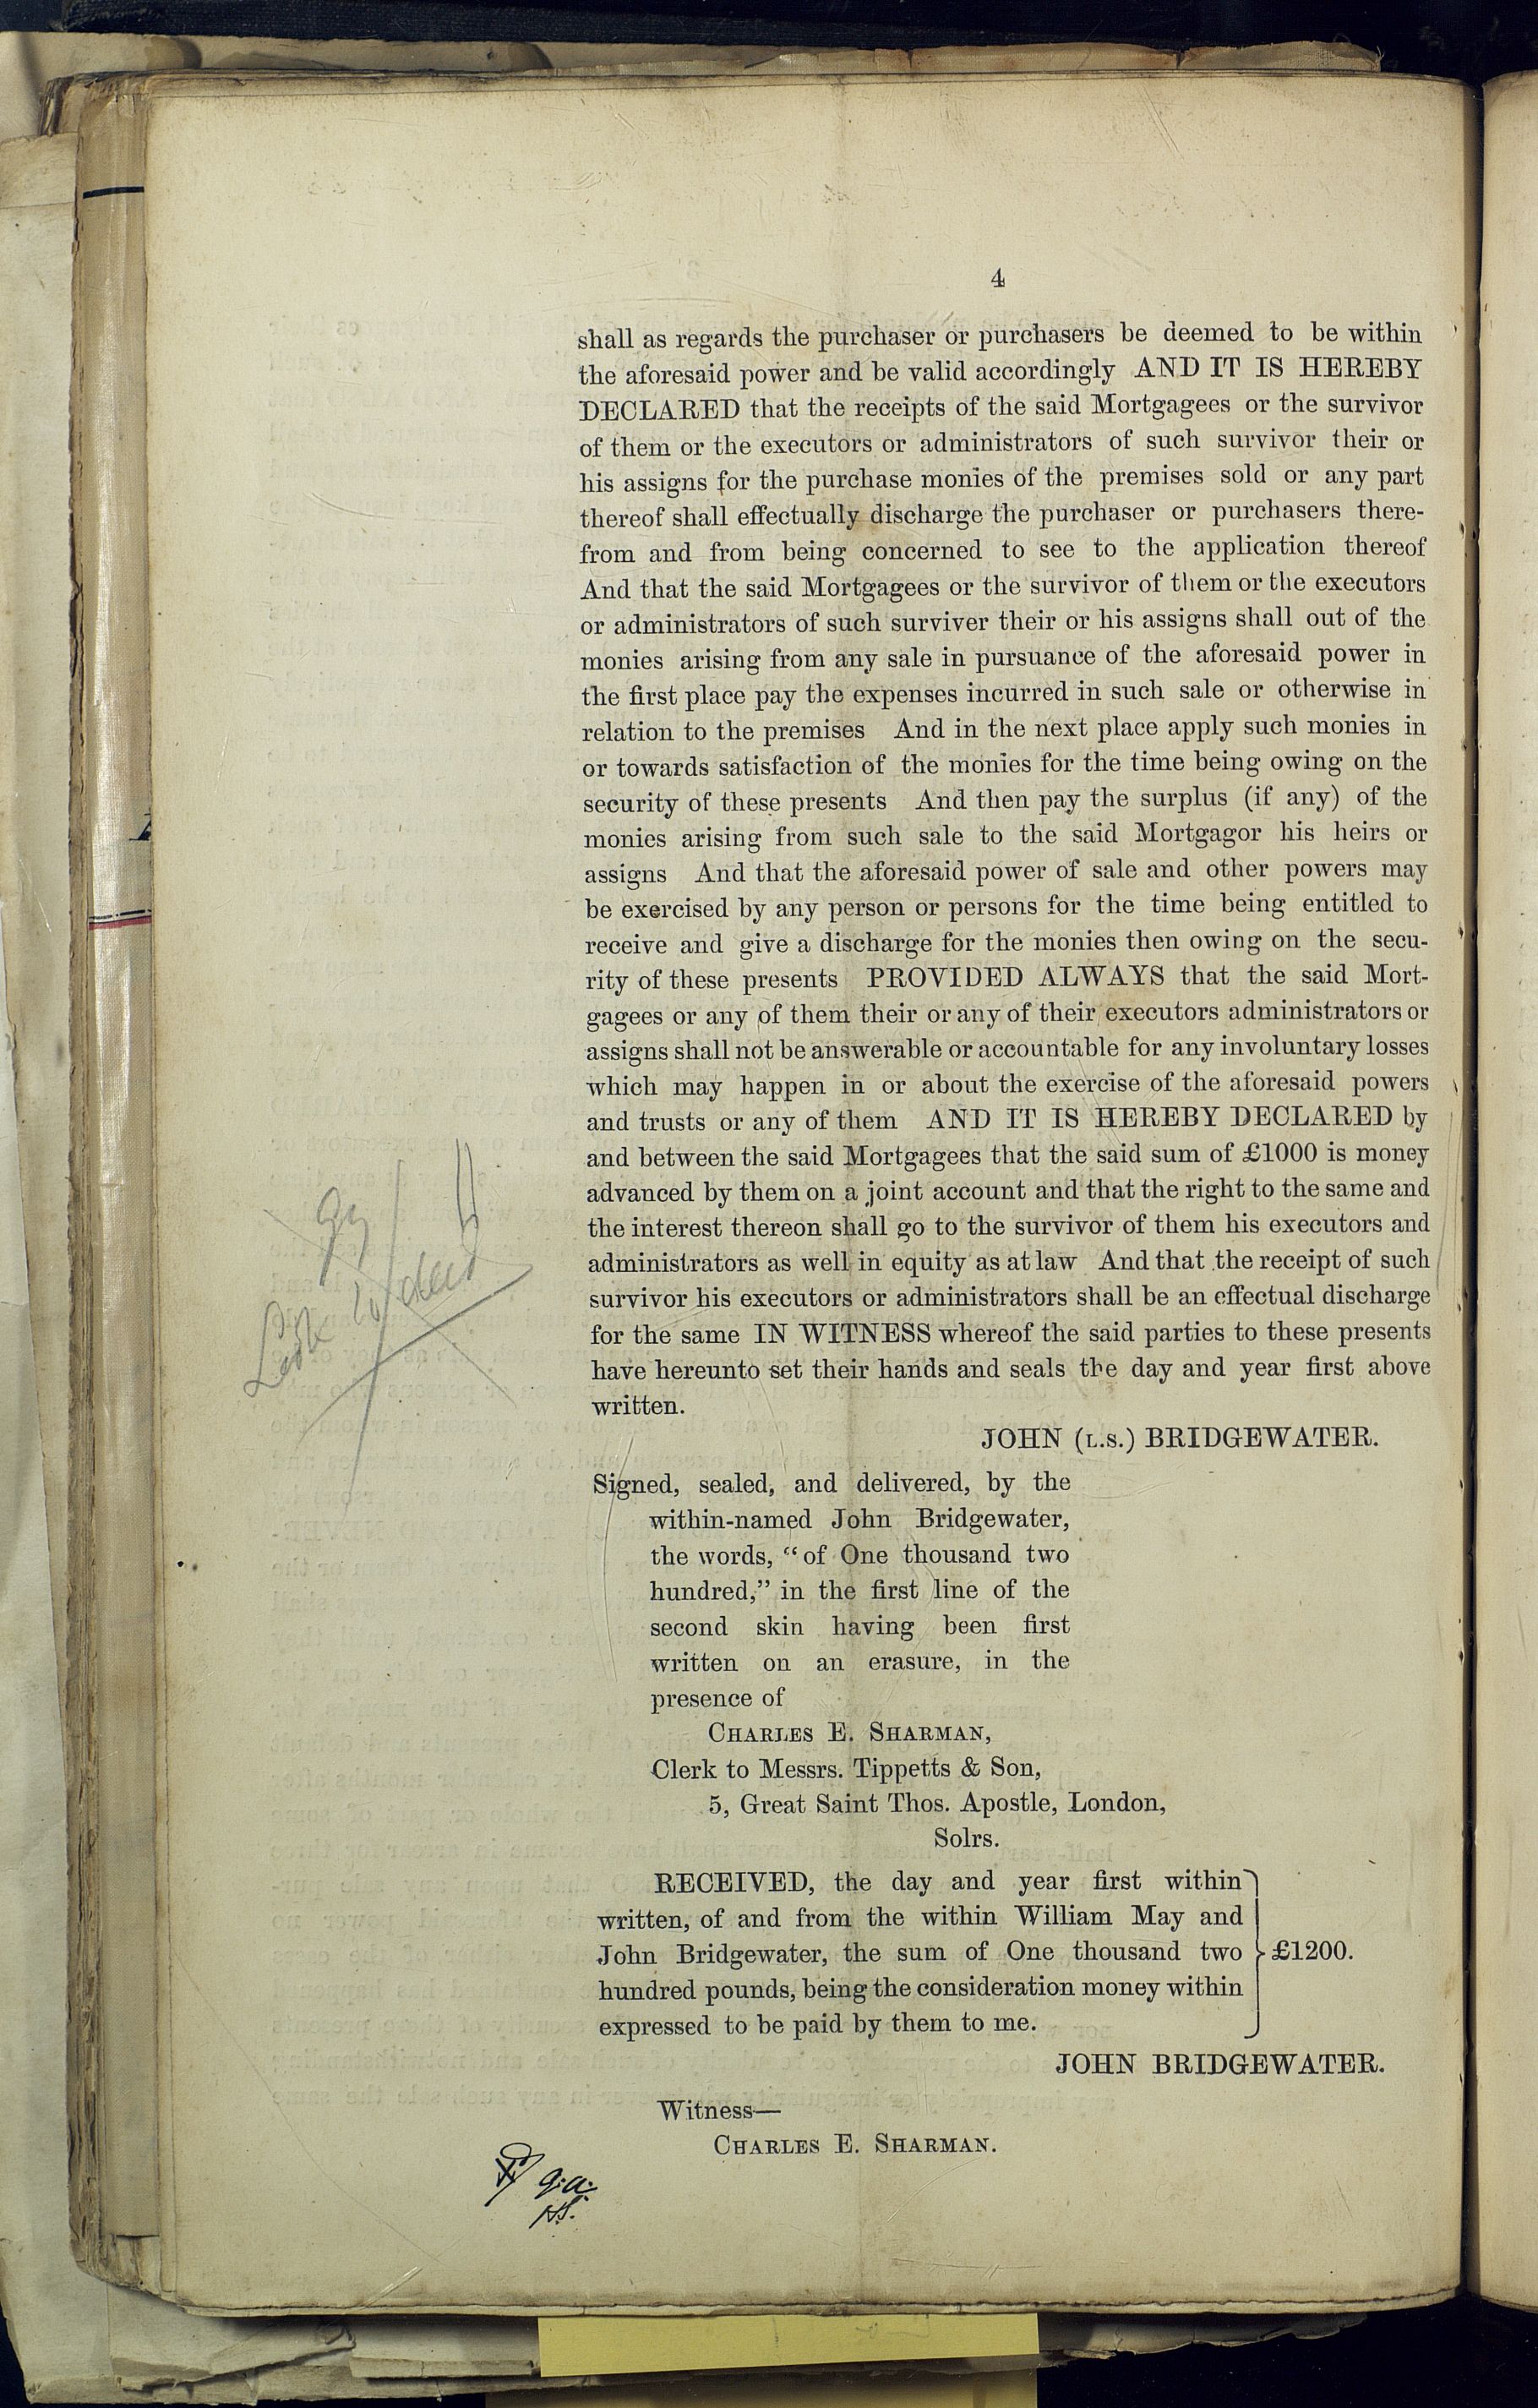 4
shall as regards the purchaser or purchasers be deemed to be within
the aforesaid power and be valid accordingly AND IT IS HEREBY
DECLARED that the receipts of the said Mortgagees or the survivor
of them or the executors or administrators of such survivor their or
his assigns for the purchase monies of the premises sold or any part
thereof shall effectually discharge the purchaser or purchasers there-
from and from being concerned to see to the application thereof
And that the said Mortgagees or the survivor of them or the executors
or administrators of such surviver their or his assigns shall out of the
monies arising from any sale in pursuance of the aforesaid power in
the first place pay the expenses incurred in such sale or otherwise in
relation to the premises And in the next place apply such monies in
or towards satisfaction of the monies for the time being owing on the
security of these presents And then pay the surplus (if any) of the
monies arising from such sale to the said Mortgagor his heirs or
assigns And that the aforesaid power of sale and other powers may
be exercised by any person or persons for the time being entitled to
receive and give a discharge for the monies then owing on the secu-
rity of these presents PROVIDED ALWAYS that the said Mort-
gagees or any of them their or any of their executors administrators or
assigns shall not be answerable or accountable for any involuntary losses
which may happen in or about the exercise of the aforesaid powers
and trusts or any of them AND IT IS HEREBY DECLARED by
and between the said Mortgagees that the said sum of £1000 is money
advanced by them on a joint account and that the right to the same and
the interest thereon shall go to the survivor of them his executors and
administrators as well in equity as at law And that the receipt of such
survivor his executors or administrators shall be an effectual discharge
for the same IN WITNESS whereof the said parties to these presents
have hereunto set their hands and seals the day and year first above
written.
JOHN (L.S.) BRIDGEWATER.
Signed, sealed, and delivered, by the
within-named John Bridgewater,
the words, “of One thousand two
hundred,” in the first line of the
second skin having been first
written on an erasure, in the
presence of
CHARLES E. SHARMAN,
Clerk to Messrs. Tippetts & Son,
5, Great Saint Thos. Apostle, London,
Solrs.
RECEIVED, the day and year first within
written, of and from the within William May and
John Bridgewater, the sum of One thousand two
hundred pounds, being the consideration money within
expressed to be paid by them to me.
£1200.
JOHN BRIDGEWATER.
Witness—
CHARLES E. SHARMAN.